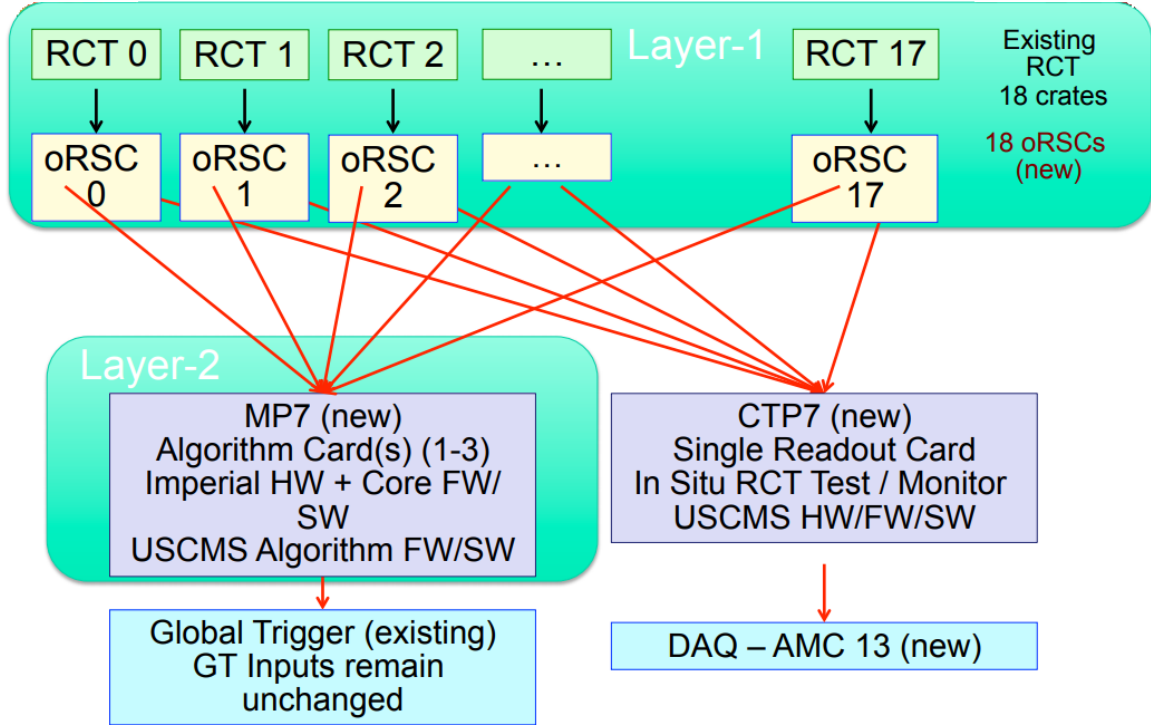 Layer-1
RCT 0
RCT 1
RCT 2
...
RCT 17
Existing
RCT
18 crates
oRSC
0
oRSC
1
oRSC
2
...
oRSC
17
18 oRSCs
(new)
Layer-2
MP7 (new)
Algorithm Card(s) (1-3)
Imperial HW + Core FW/
SW
USCMS Algorithm FW/SW
CTP7 (new)
Single Readout Card
In Situ RCT Test / Monitor
USCMS HW/FW/SW
Global Trigger (existing)
GT Inputs remain
unchanged
DAQ – AMC 13 (new)